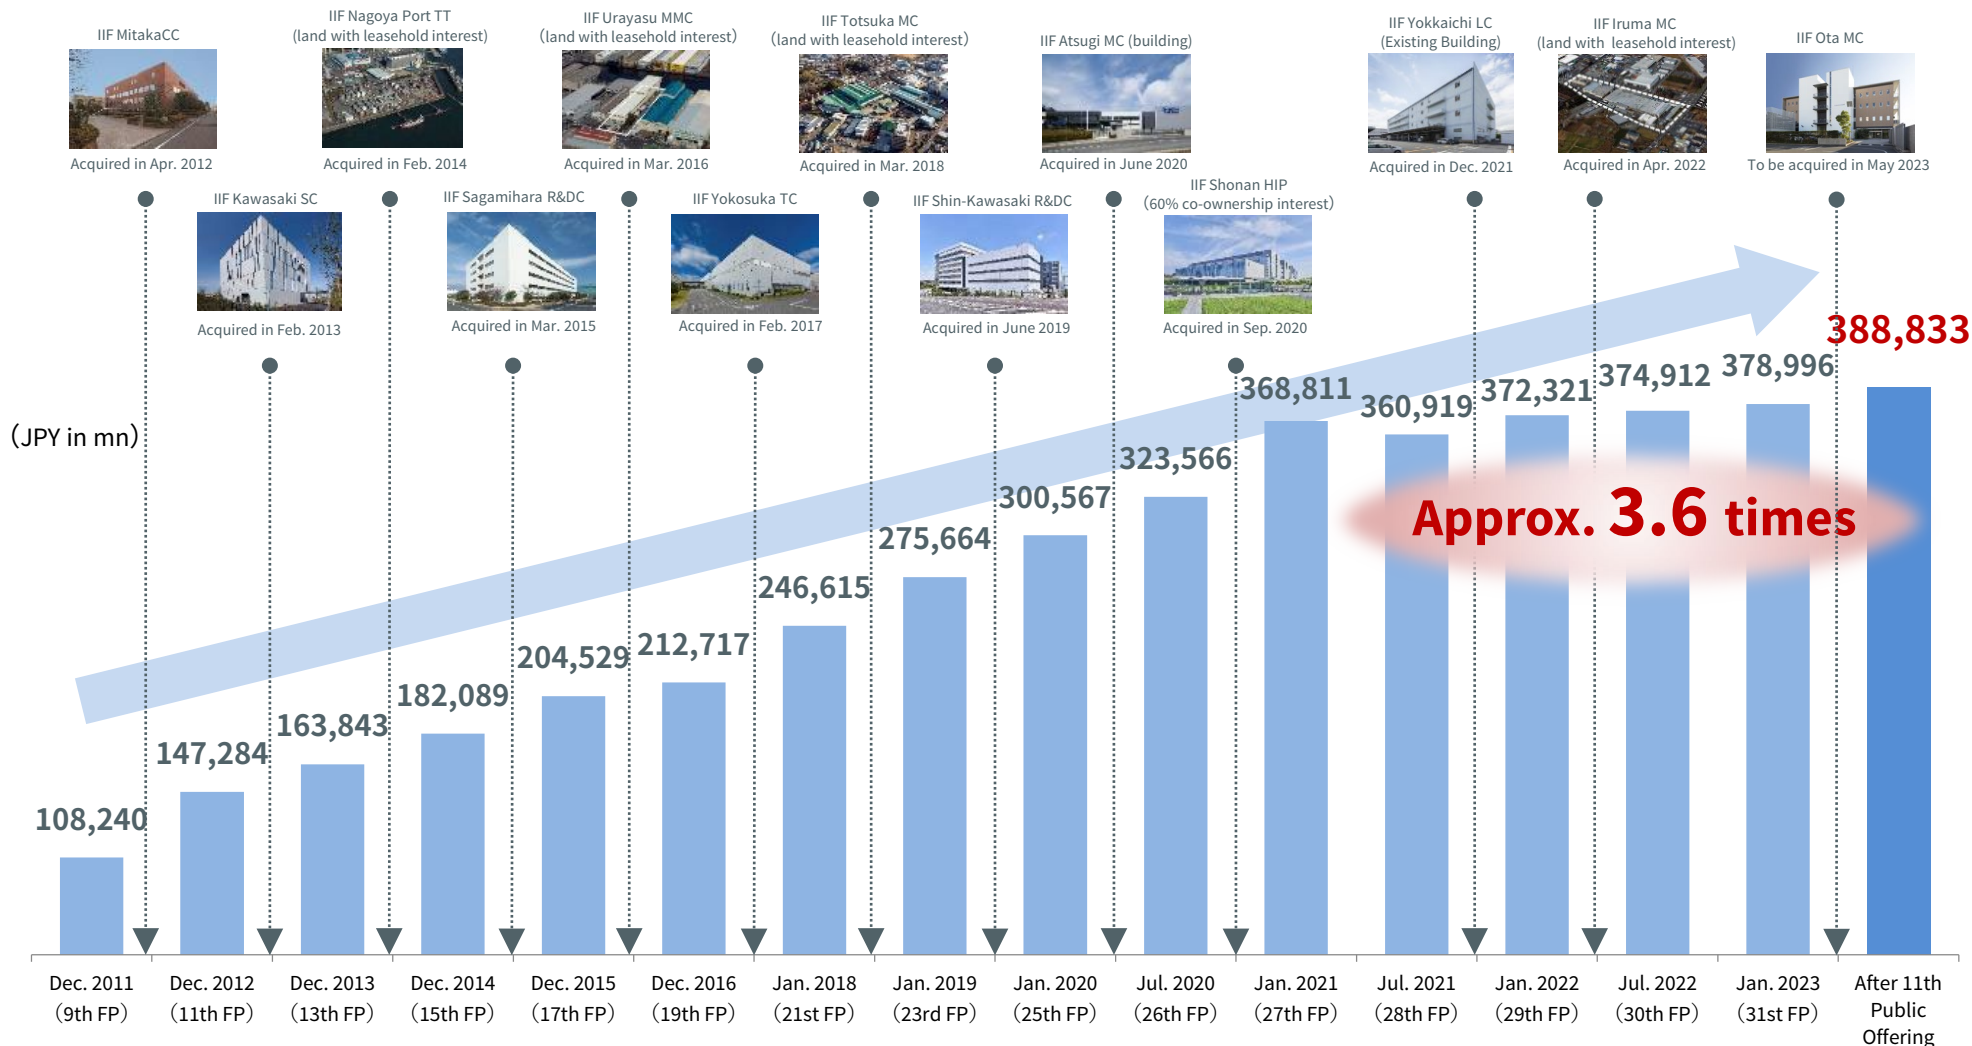 IIF MitakaCC
Acquired in Apr. 2012
IIF Nagoya Port TT
(land with leasehold interest)
Acquired in Feb. 2014
IIF Urayasu MMC
(land with leasehold interest)
Acquired in Mar. 2016
IIF Totsuka MC
(land with leasehold interest)
Acquired in Mar. 2018
IIF Atsugi MC (building)
Acquired in June 2020
IIF Yokkaichi LC
(Existing Building)
Acquired in Dec. 2021
IIF Iruma MC
(land with leasehold interest)
Acquired in Apr. 2022
IIF Ota MC
To be acquired in May 2023
IIF Kawasaki SC
Acquired in Feb. 2013
IIF Sagamihara R&DC
Acquired in Mar. 2015
IIF Yokosuka TC
Acquired in Feb. 2017
IIF Shin-Kawasaki R&DC
Acquired in June 2019
IIF Shonan HIP
(60% co-ownership interest)
Acquired in Sep. 2020
(JPY in mn)
108,240
147,284
163,843
182,089
204,529
212,717
246,615
275,664
300,567
323,566
368,811
360,919
372,321
374,912
378,996
388,833
Approx. 3.6 times
Dec. 2011
(9th FP)
Dec. 2012
(11th FP)
Dec. 2013
(13th FP)
Dec. 2014
(15th FP)
Dec. 2015
(17th FP)
Dec. 2016
(19th FP)
Jan. 2018
(21st FP)
Jan. 2019
(23rd FP)
Jan. 2020
(25th FP)
Jul. 2020
(26th FP)
Jan. 2021
(27th FP)
Jul. 2021
(28th FP)
Jan. 2022
(29th FP)
Jul. 2022
(30th FP)
Jan. 2023
(31st FP)
After 11th
Public
Offering